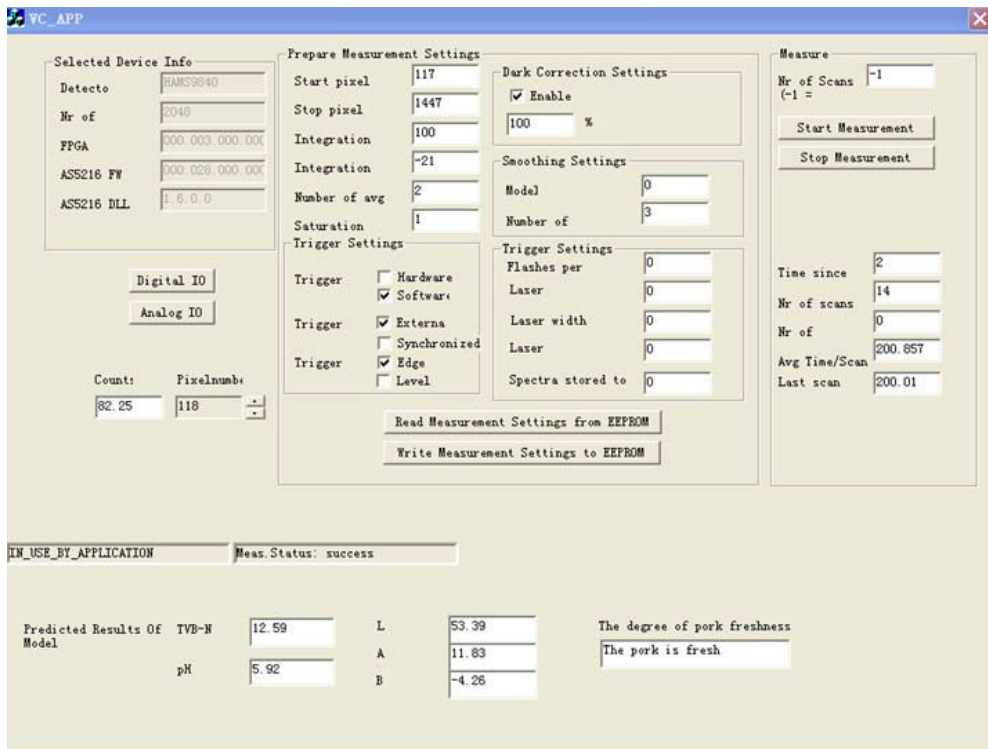 VC_APP
Selected Device Info
Detecto HAMS9840
Nr of 2048
FPGA 000.003.000.000
AS5216 FW 000.028.000.000
AS5216 DLL 1.6.0.0
Digital IO
Analog IO
Count: Pixelnumbe
82.25 118
Prepare Measurement Settings
Start pixel 117
Stop pixel 1447
Integration 100
Integration -21
Number of avg 2
Saturation 1
Trigger Settings
Trigger Hardware
Software
Trigger Externa
Synchronized
Trigger Edge
Level
Dark Correction Settings
Enable
100 %
Smoothing Settings
Model 0
Number of 3
Trigger Settings
Flashes per 0
Laser 0
Laser width 0
Laser 0
Spectra stored to 0
Read Measurement Settings from EEPROM
Write Measurement Settings to EEPROM
Measure
Nr of Scans -1
(-1 =
Start Measurement
Stop Measurement
Time since 2
Nr of scans 14
Nr of 0
Avg Time/Scan 200.857
Last scan 200.01
IN_USE_BY_APPLICATION Meas.Status: success
Predicted Results Of
Model
TVB-N 12.59
pH 5.92
L 53.39
A 11.83
B -4.26
The degree of pork freshness
The pork is fresh